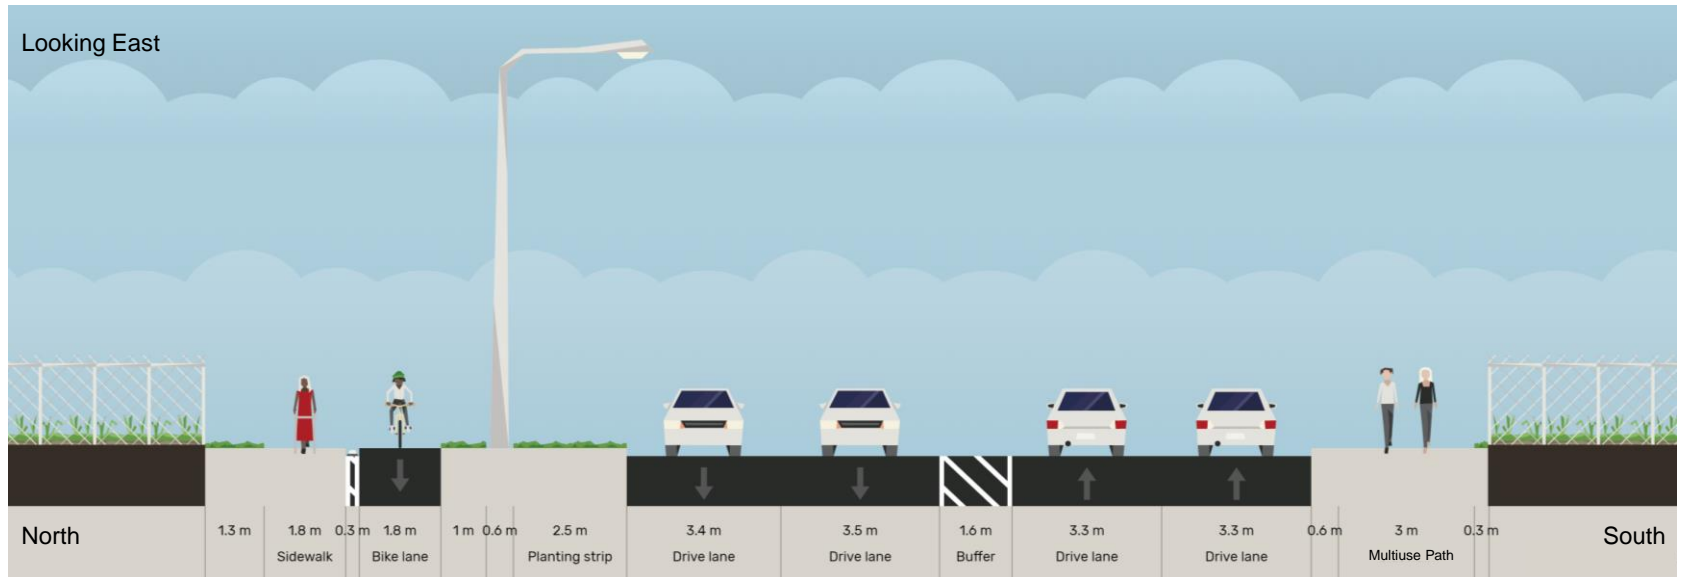 Looking East
North
1.3 m 1.8 m 0.3 m 1.8 m 1 m 0.6 m 2.5 m 3.4 m 3.5 m 1.6 m 3.3 m 3.3 m 0.6 m 3 m 0.3 m
Sidewalk Bike lane Planting strip Drive lane Drive lane Buffer Drive lane Drive lane Multiuse Path
South